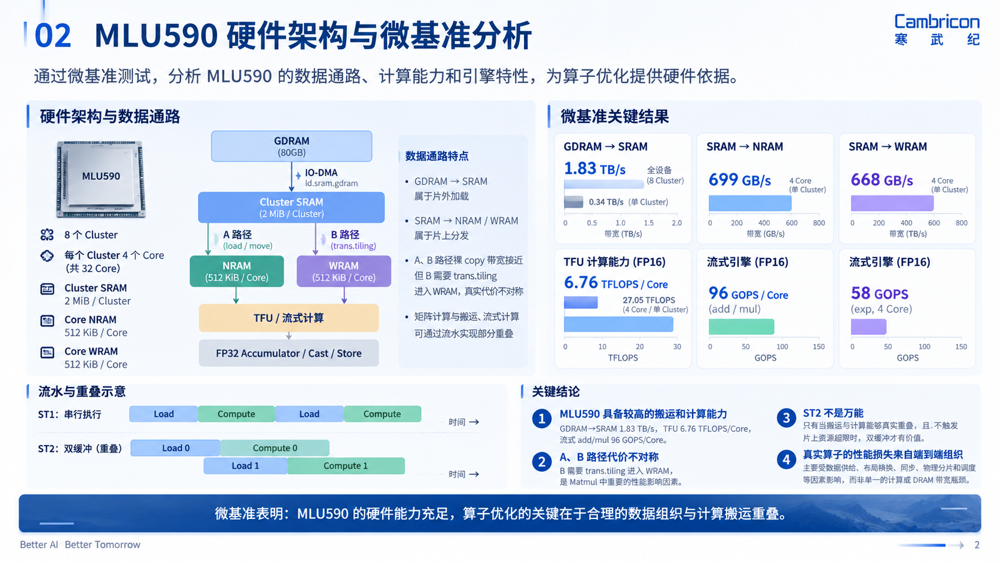 02 MLU590 硬件架构与微基准分析
Cambricon
寒武纪
通过微基准测试，分析 MLU590 的数据通路、计算能力和引擎特性，为算子优化提供硬件依据。
硬件架构与数据通路
MLU590
8 个 Cluster
每个 Cluster 4 个 Core
(共 32 Core)
Cluster SRAM
2 MiB / Cluster
Core NRAM
512 KiB / Core
Core WRAM
512 KiB / Core
GDRAM
(80GB)
IO-DMA
ld.sram.gdram
Cluster SRAM
(2 MiB / Cluster)
A 路径
(load / move)
B 路径
(trans.tiling)
NRAM
(512 KiB / Core)
WRAM
(512 KiB / Core)
TFU / 流式计算
FP32 Accumulator / Cast / Store
数据通路特点
• GDRAM → SRAM
属于片外加载
• SRAM → NRAM / WRAM
属于片上分发
• A、B 路径裸 copy 带宽接近
但 B 需要 trans.tiling
进入 WRAM，真实代价不对称
• 矩阵计算与搬运、流式计算
可通过流水实现部分重叠
微基准关键结果
GDRAM → SRAM
1.83 TB/s
全设备
(8 Cluster)
0.34 TB/s (单 Cluster)
0 0.5 1.0 1.5 2.0
带宽 (TB/s)
SRAM → NRAM
699 GB/s
4 Core
(单 Cluster)
0 200 400 600 800
带宽 (GB/s)
SRAM → WRAM
668 GB/s
4 Core
(单 Cluster)
0 200 400 600 800
带宽 (TB/s)
TFU 计算能力 (FP16)
6.76 TFLOPS / Core
27.05 TFLOPS
(4 Core / 单 Cluster)
0 10 20 30
TFLOPS
流式引擎 (FP16)
96 GOPS / Core
(add / mul)
0 50 100 150
GOPS
流式引擎 (FP16)
58 GOPS
(exp, 4 Core)
0 50 100 150
GOPS
流水与重叠示意
ST1：串行执行
Load Compute Load Compute
时间 →
ST2：双缓冲（重叠）
Load 0 Compute 0
Load 1 Compute 1
时间 →
关键结论
1 MLU590 具备较高的搬运和计算能力
GDRAM→SRAM 1.83 TB/s，TFU 6.76 TFLOPS/Core，
流式 add/mul 96 GOPS/Core。
2 A、B 路径代价不对称
B 需要 trans.tiling 进入 WRAM，
是 Matmul 中重要的性能影响因素。
3 ST2 不是万能
只有当搬运与计算能够真实重叠，且 不触发
片上资源超限时，双缓冲才有价值。
4 真实算子的性能损失来自端到端组织
主要受数据供给、布局 换、同步、物理分片和调度
等因素影响，而非单一的计算或 DRAM 带宽瓶颈。
微基准表明：MLU590 的硬件能力充足，算子优化的关键在于合理的数据组织与计算搬运重叠。
Better AI Better Tomorrow
2